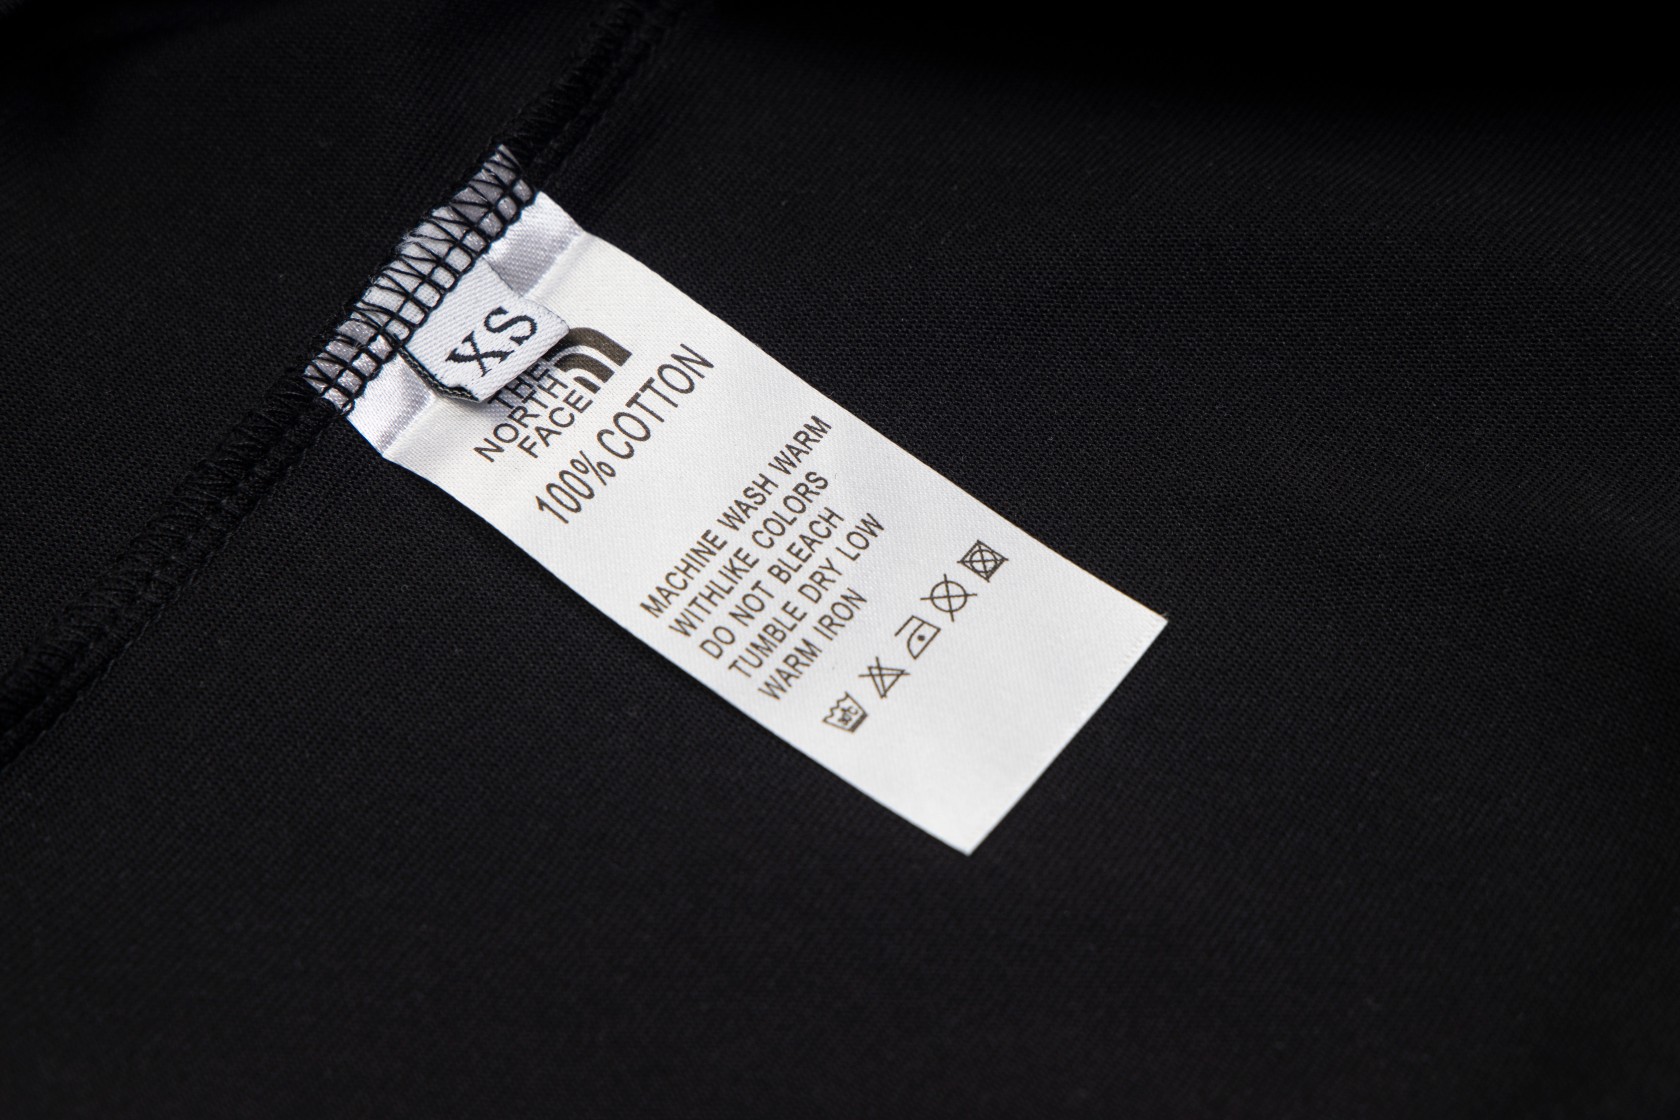 XS
THE
NORTH
FACE
100% COTTON
MACHINE WASH WARM
WITHLIKE COLORS
DO NOT BLEACH
TUMBLE DRY LOW
WARM IRON